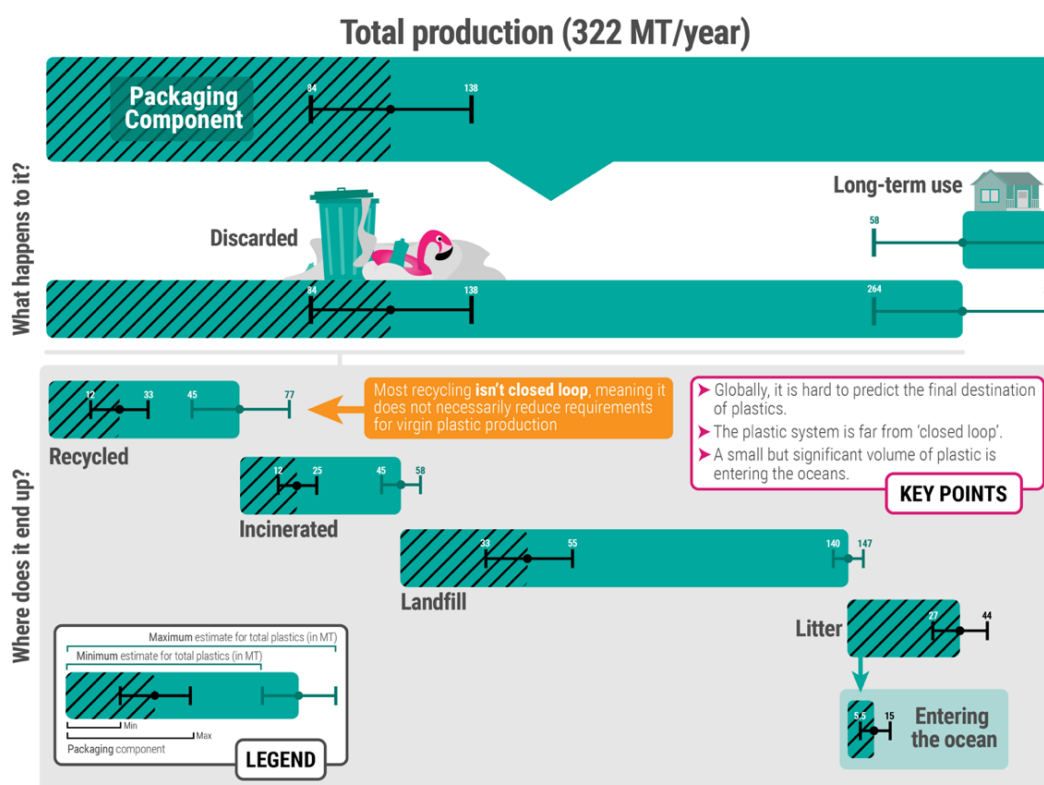 Total production (322 MT/year)
Packaging
Component
84
138
What happens to it?
Long-term use
58
Discarded
84
138
264
Where does it end up?
12
33
45
77
Recycled
Most recycling isn't closed loop, meaning it
does not necessarily reduce requirements
for virgin plastic production
Globally, it is hard to predict the final destination
of plastics.
The plastic system is far from ‘closed loop’.
A small but significant volume of plastic is
entering the oceans.
KEY POINTS
12
25
45
58
Incinerated
33
55
140
147
Landfill
Litter
27
44
5.5
15
Entering
the ocean
Maximum estimate for total plastics (in MT)
Minimum estimate for total plastics (in MT)
Min
Max
Packaging component
LEGEND